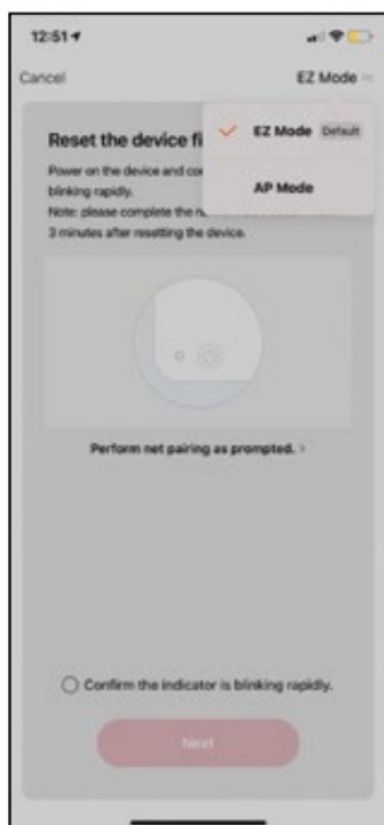 12:51
Cancel
EZ Mode
EZ Mode Default
AP Mode
Reset the device fi
Power on the device and co
blinking rapidly.
Note: please complete the n
3 minutes after resetting the device.
Perform net pairing as prompted. >
Confirm the indicator is blinking rapidly.
Next